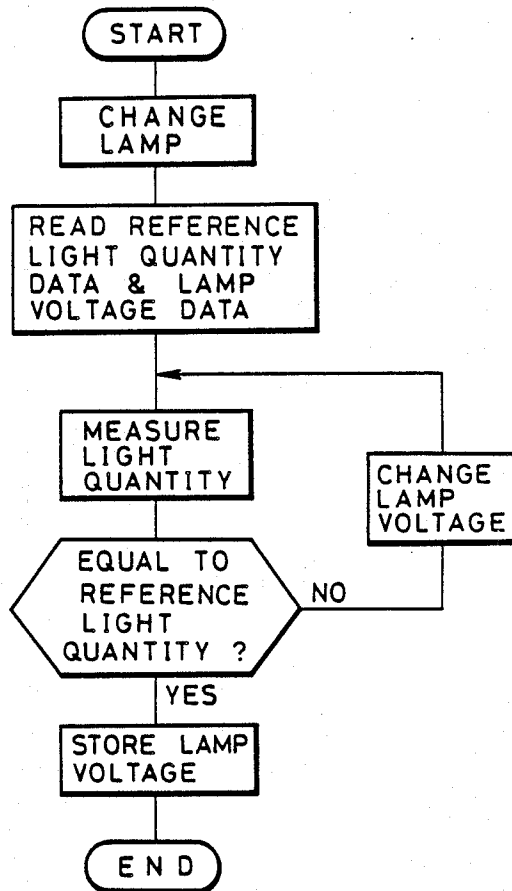 START
CHANGE
LAMP
READ REFERENCE
LIGHT QUANTITY
DATA & LAMP
VOLTAGE DATA
MEASURE
LIGHT
QUANTITY
CHANGE
LAMP
VOLTAGE
EQUAL TO
REFERENCE
LIGHT
QUANTITY ?
NO
YES
STORE LAMP
VOLTAGE
END